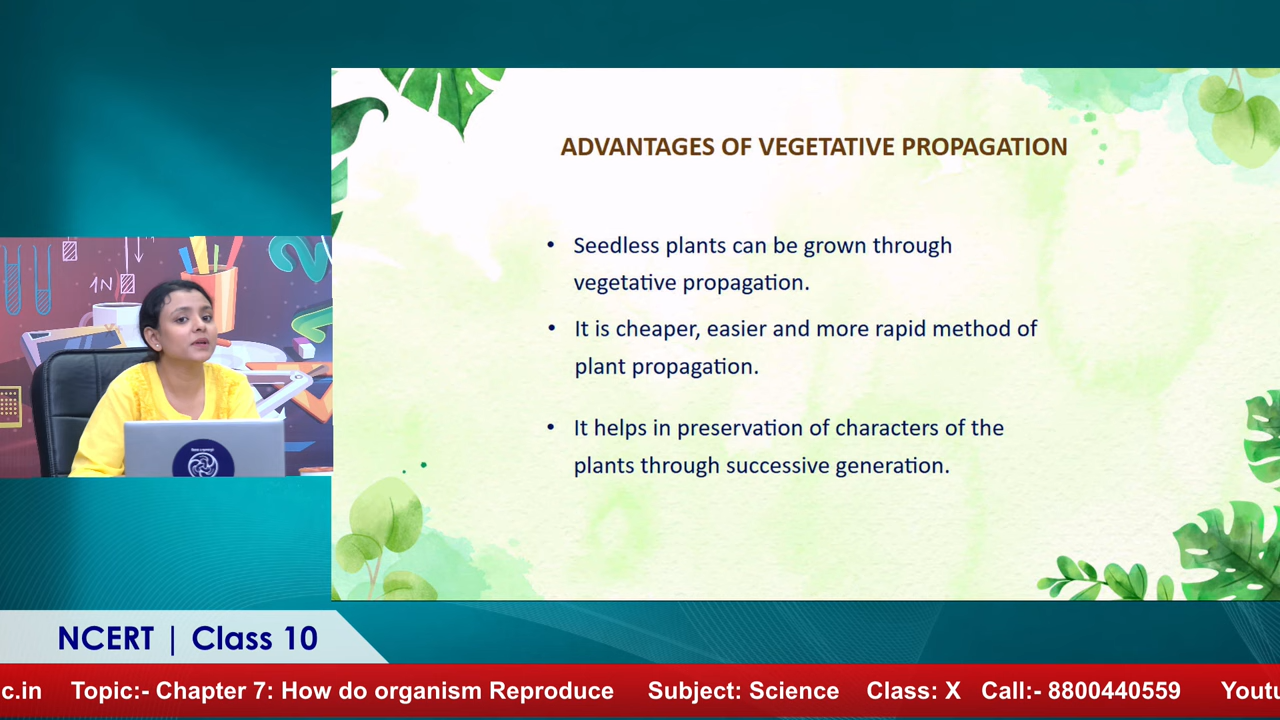 ADVANTAGES OF VEGETATIVE PROPAGATION
• Seedless plants can be grown through
vegetative propagation.
• It is cheaper, easier and more rapid method of
plant propagation.
• It helps in preservation of characters of the
plants through successive generation.
1N
NCERT | Class 10
c.in Topic:- Chapter 7: How do organism Reproduce Subject: Science Class: X Call:- 8800440559 Youtu